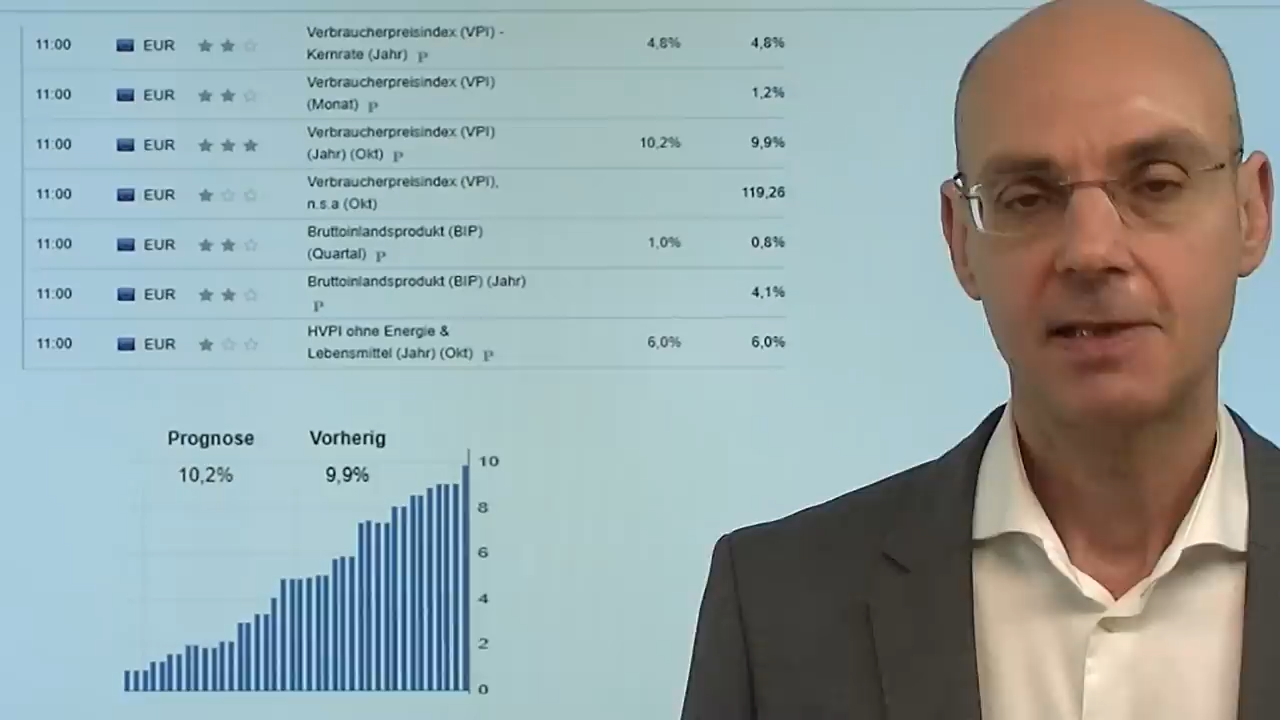 11:00 EUR Verbraucherpreisindex (VPI) -
Kernrate (Jahr) P 4,8% 4,8%
11:00 EUR Verbraucherpreisindex (VPI)
(Monat) P 1,2%
11:00 EUR Verbraucherpreisindex (VPI)
(Jahr) (Okt) P 10,2% 9,9%
11:00 EUR Verbraucherpreisindex (VPI),
n.s.a (Okt) 119,26
11:00 EUR Bruttoinlandsprodukt (BIP)
(Quartal) P 1,0% 0,8%
11:00 EUR Bruttoinlandsprodukt (BIP) (Jahr)
P 4,1%
11:00 EUR HVPI ohne Energie &
Lebensmittel (Jahr) (Okt) P 6,0% 6,0%
Prognose Vorherig
10,2% 9,9%
10
8
6
4
2
0